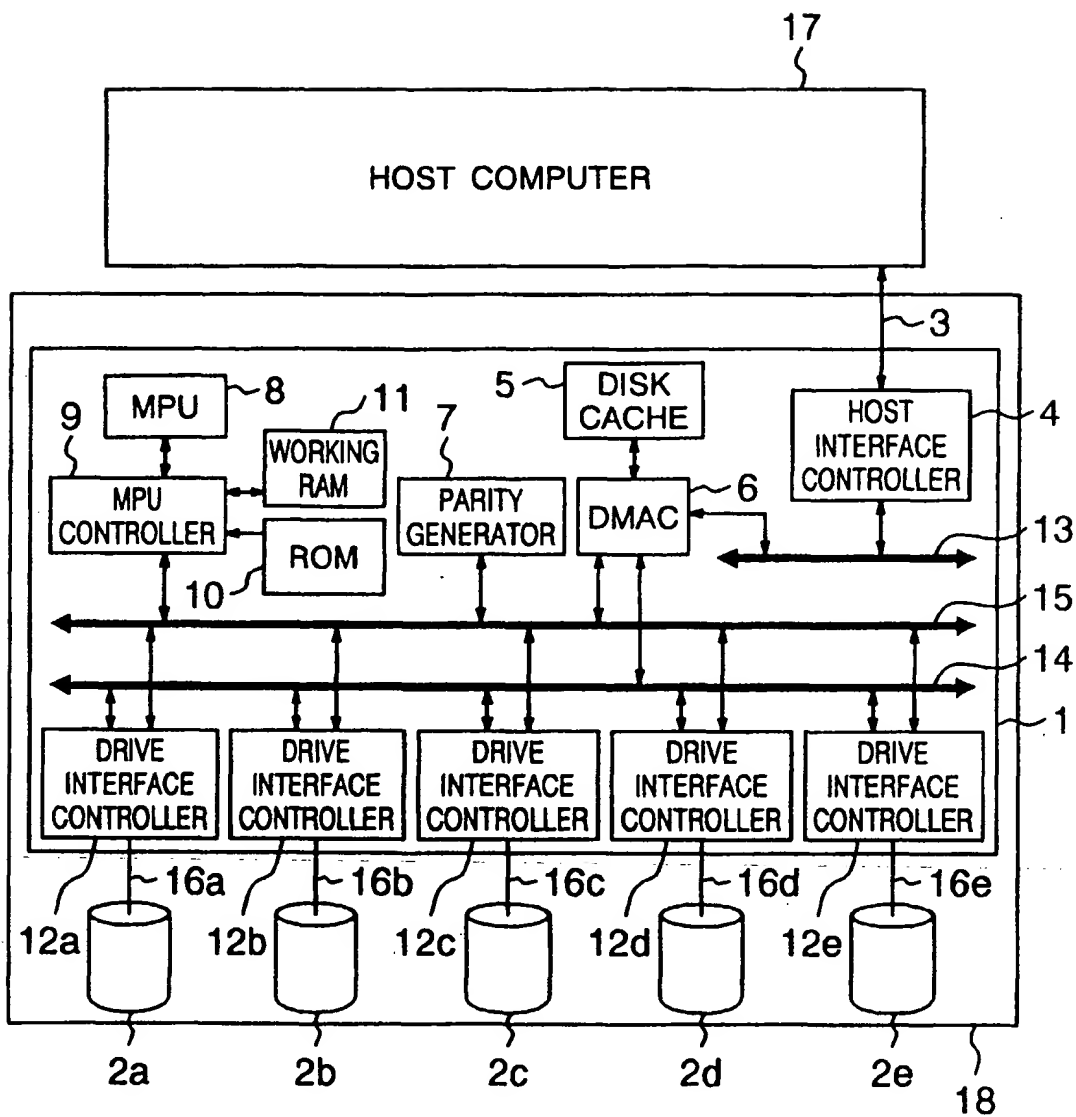 17
HOST COMPUTER
3
9
MPU
8
11
WORKING
RAM
7
5
DISK
CACHE
HOST
INTERFACE
CONTROLLER
4
MPU
CONTROLLER
PARITY
GENERATOR
DMAC
6
10
ROM
13
15
14
1
DRIVE
INTERFACE
CONTROLLER
DRIVE
INTERFACE
CONTROLLER
DRIVE
INTERFACE
CONTROLLER
DRIVE
INTERFACE
CONTROLLER
DRIVE
INTERFACE
CONTROLLER
16a
16b
16c
16d
16e
12a
12b
12c
12d
12e
2a
2b
2c
2d
2e
18